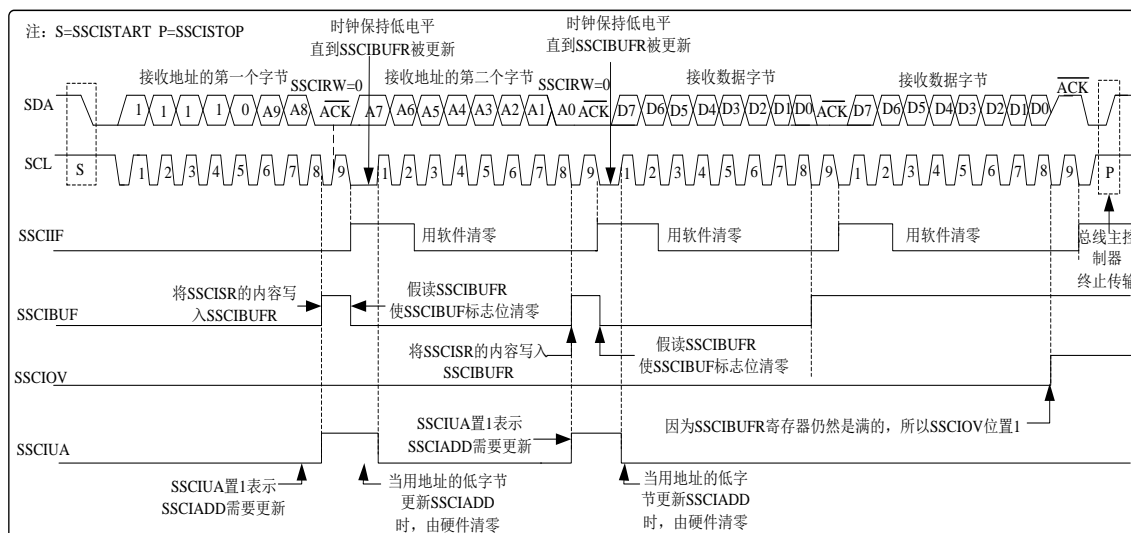 注：S=SSCISTART P=SSCISTOP
时钟保持低电平
直到SSCIBUFR被更新
时钟保持低电平
直到SSCIBUFR被更新
接收地址的第一个字节
SSCIRW=0
接收地址的第二个字节
SSCIRW=0
接收数据字节
接收数据字节
ACK
SDA
1 1 1 1 0 A9 A8 ACK A7 A6 A5 A4 A3 A2 A1 A0 ACK D7 D6 D5 D4 D3 D2 D1 D0 ACK D7 D6 D5 D4 D3 D2 D1 D0
SCL
S 1 2 3 4 5 6 7 8 9 1 2 3 4 5 6 7 8 9 1 2 3 4 5 6 7 8 9 1 2 3 4 5 6 7 8 9 P
SSCIIF
用软件清零
用软件清零
用软件清零
总线主控
制器
终止传输
SSCIBUF
将SSCISR的内容写
入SSCIBUFR
假读SSCIBUFR
使SSCIBUF标志位清零
将SSCISR的内容写入
SSCIBUFR
假读SSCIBUFR
使SSCIBUF标志位清零
SSCIOV
因为SSCIBUFR寄存器仍然是满的，所以SSCIOV位置1
SSCIUA
SSCIUA置1表示
SSCIADD需要更新
当用地址的低字节
更新SSCIADD
时，由硬件清零
SSCIUA置1表示
SSCIADD需要更新
当用地址的低字
节更新SSCIADD
时，由硬件清零